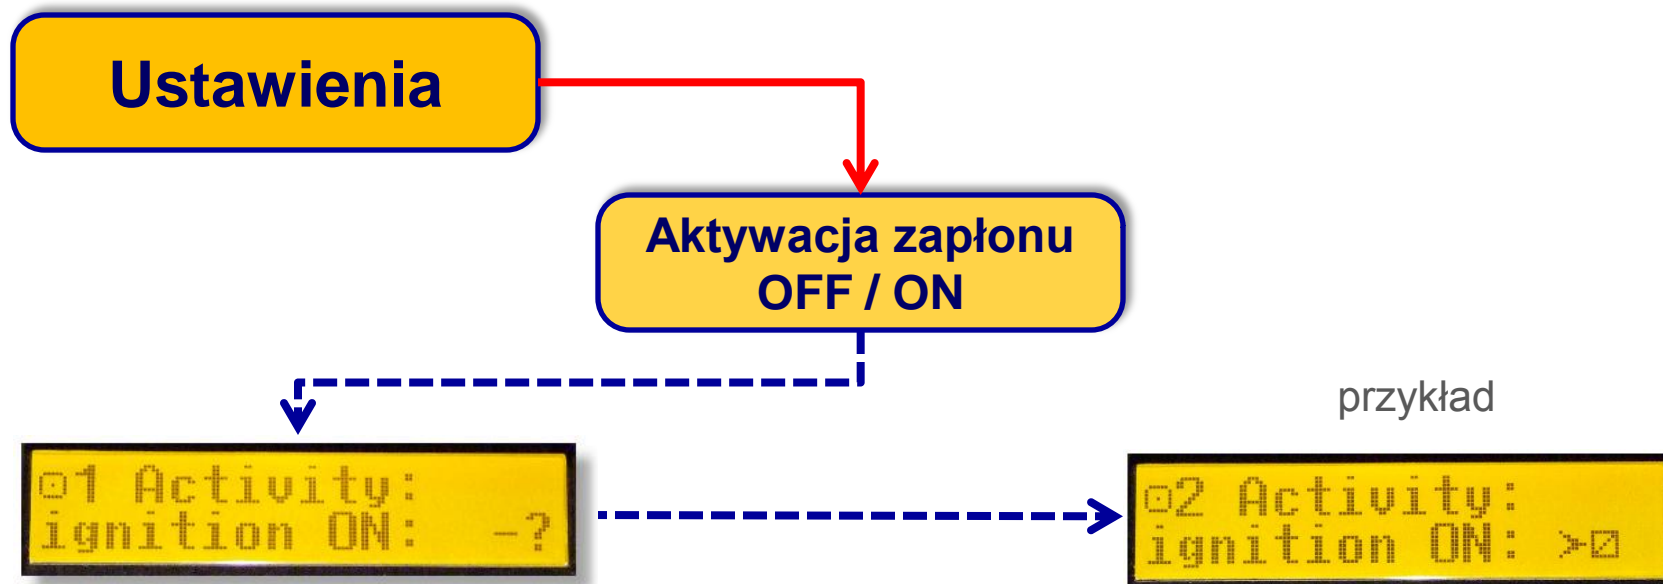 Ustawienia
Aktywacja zapłonu
OFF / ON
przykład
⊡1 Activity:
ignition ON: –?
⊡2 Activity:
ignition ON: >⍁